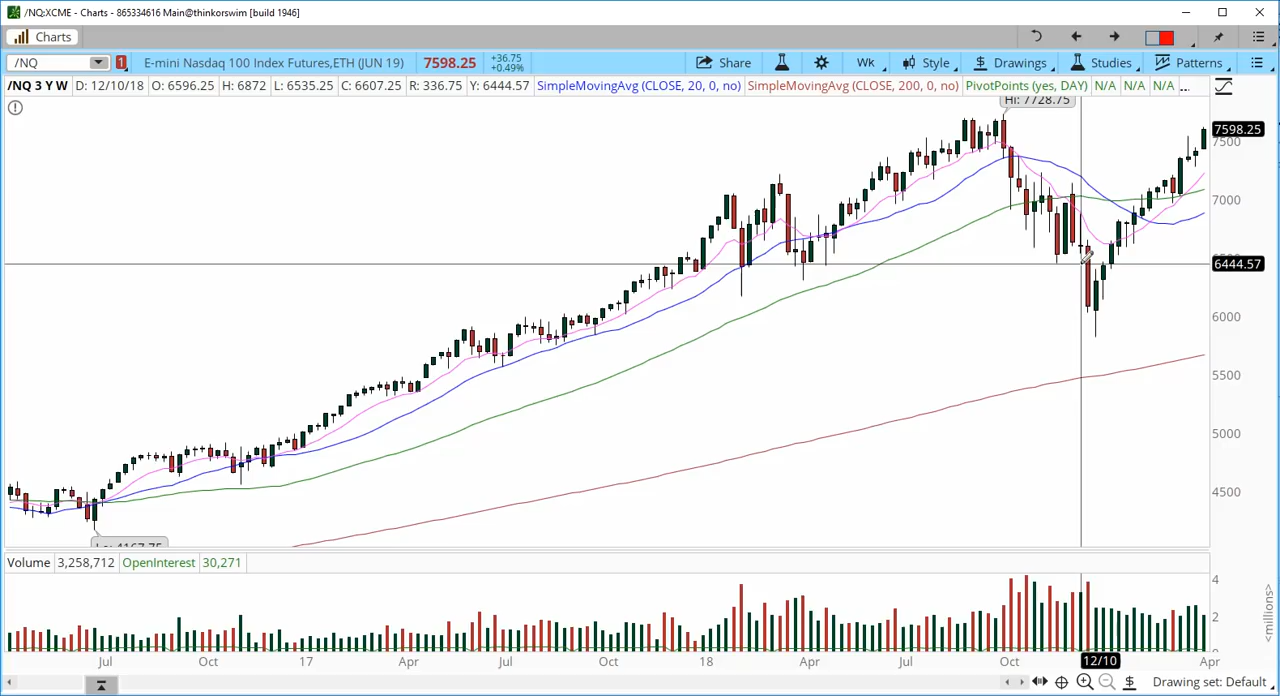 /NQ:XCME - Charts - 865334616 Main@thinkorswim [build 1946]
Charts
/NQ 1 E-mini Nasdaq 100 Index Futures,ETH (JUN 19) 7598.25 +36.75 +0.49% Share Wk Style $ Drawings Studies Patterns
/NQ 3 Y W D: 12/10/18 O: 6596.25 H: 6872 L: 6535.25 C: 6607.25 R: 336.75 Y: 6444.57 SimpleMovingAvg (CLOSE, 20, 0, no) SimpleMovingAvg (CLOSE, 200, 0, no) PivotPoints (yes, DAY) N/A N/A N/A ...
Hi: 7728.75
7598.25
7500
7000
6444.57
6000
5500
5000
4500
Lo: 4167.75
Volume 3,258,712 OpenInterest 30,271
4
2
<millions>
Jul Oct 17 Apr Jul Oct 18 Apr Jul Oct 12/10 Apr
$ Drawing set: Default